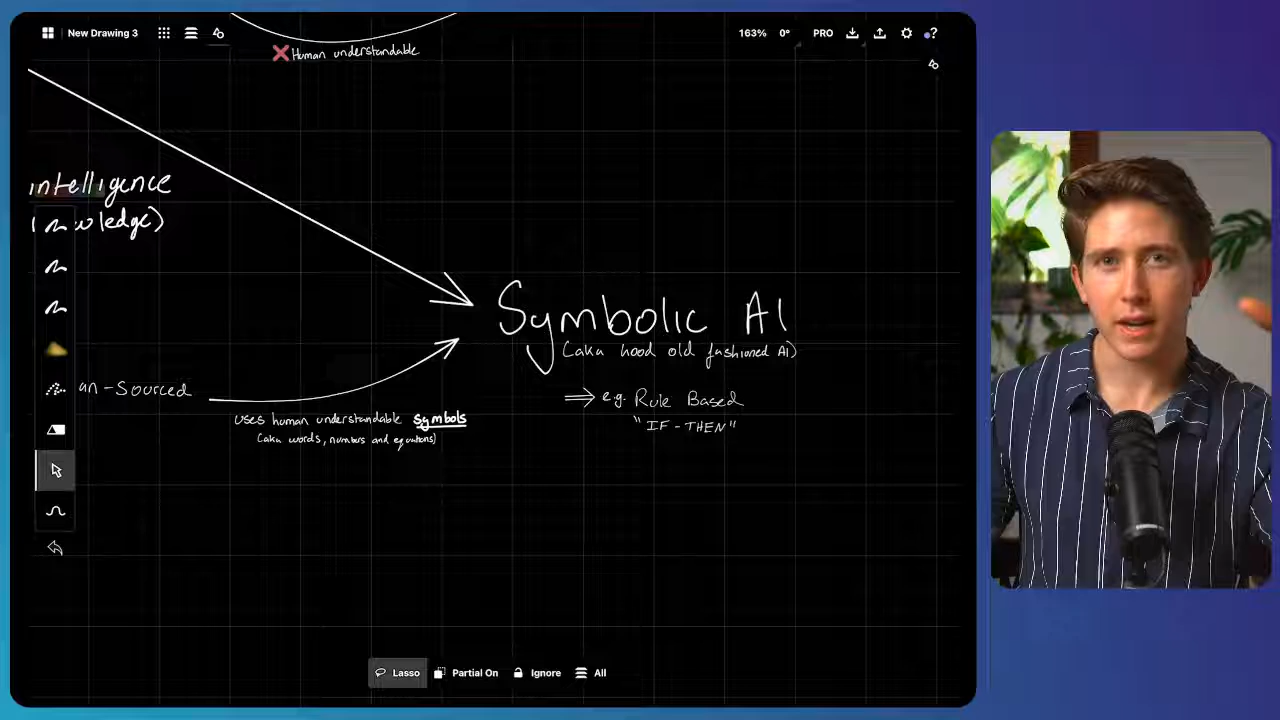 New Drawing 3
163% 0° PRO ?
Human understandable
intelligence
Symbolic AI
(aka hood old fashioned AI)
an-Sourced
⇒ e.g. Rule Based
"IF-THEN"
Uses human understandable symbols
(aka words, numbers and equations)
Lasso Partial On Ignore All